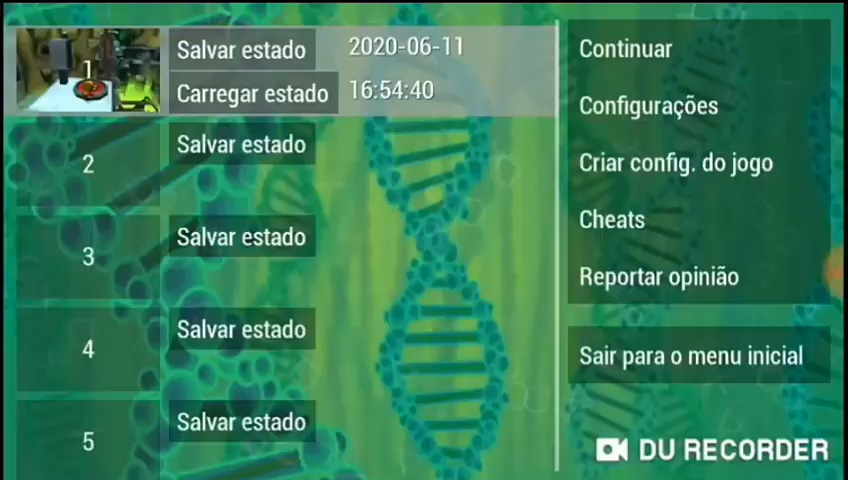 1
Salvar estado
2020-06-11
Carregar estado
16:54:40
2
Salvar estado
3
Salvar estado
4
Salvar estado
5
Salvar estado
Continuar
Configurações
Criar config. do jogo
Cheats
Reportar opinião
Sair para o menu inicial
DU RECORDER